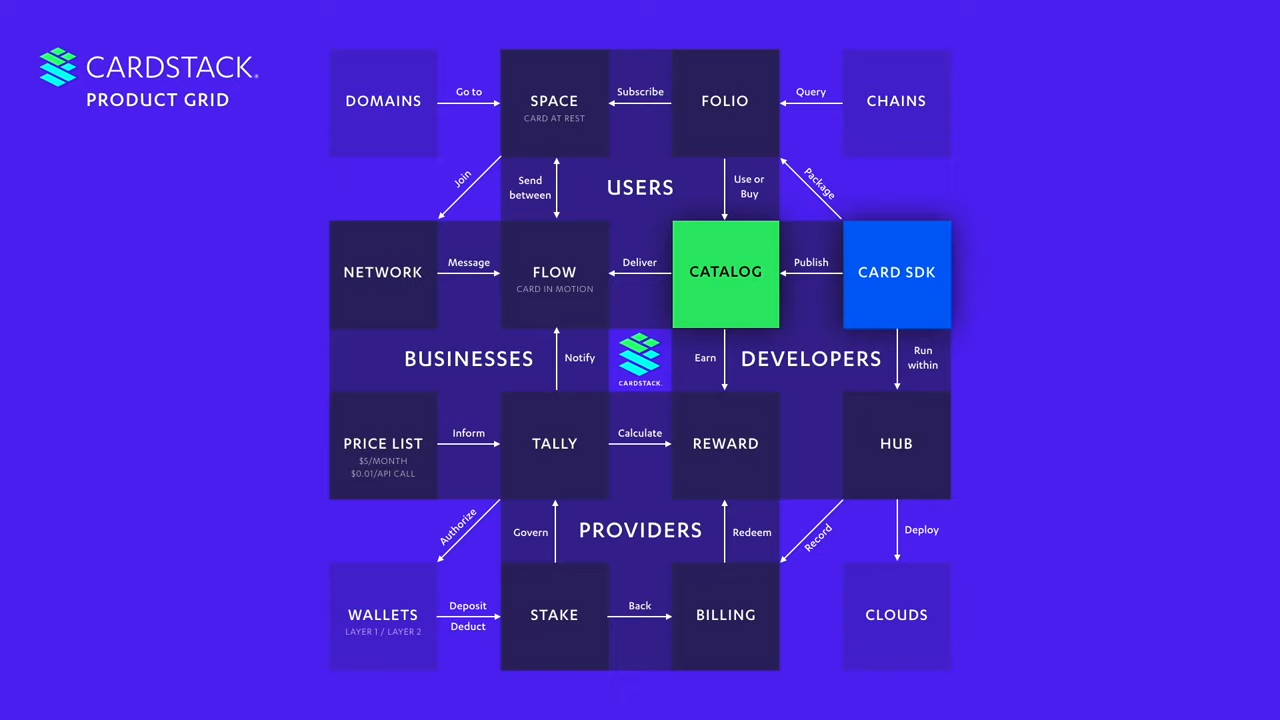 CARDSTACK®
PRODUCT GRID
DOMAINS
Go to
SPACE
CARD AT REST
Subscribe
FOLIO
Query
CHAINS
Join
Send
between
USERS
Use or
Buy
Package
NETWORK
Message
FLOW
CARD IN MOTION
Deliver
CATALOG
Publish
CARD SDK
BUSINESSES
Notify
CARDSTACK.
Earn
DEVELOPERS
Run
within
PRICE LIST
$5/MONTH
$0.01/API CALL
Inform
TALLY
Calculate
REWARD
HUB
Authorize
Govern
PROVIDERS
Redeem
Record
Deploy
WALLETS
LAYER 1 / LAYER 2
Deposit
Deduct
STAKE
Back
BILLING
CLOUDS